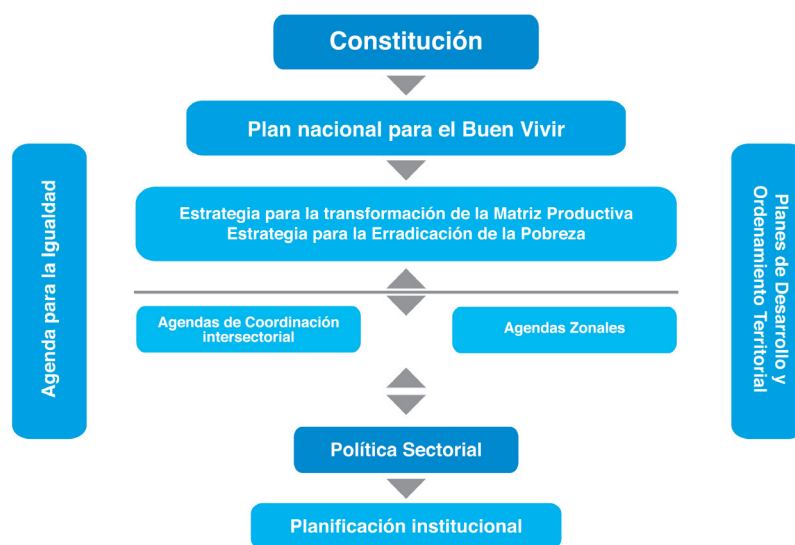 Constitución
Plan nacional para el Buen Vivir
Agenda para la Igualdad
Estrategia para la transformación de la Matriz Productiva
Estrategia para la Erradicación de la Pobreza
Planes de Desarrollo y
Ordenamiento Territorial
Agendas de Coordinación
intersectorial
Agendas Zonales
Política Sectorial
Planificación institucional